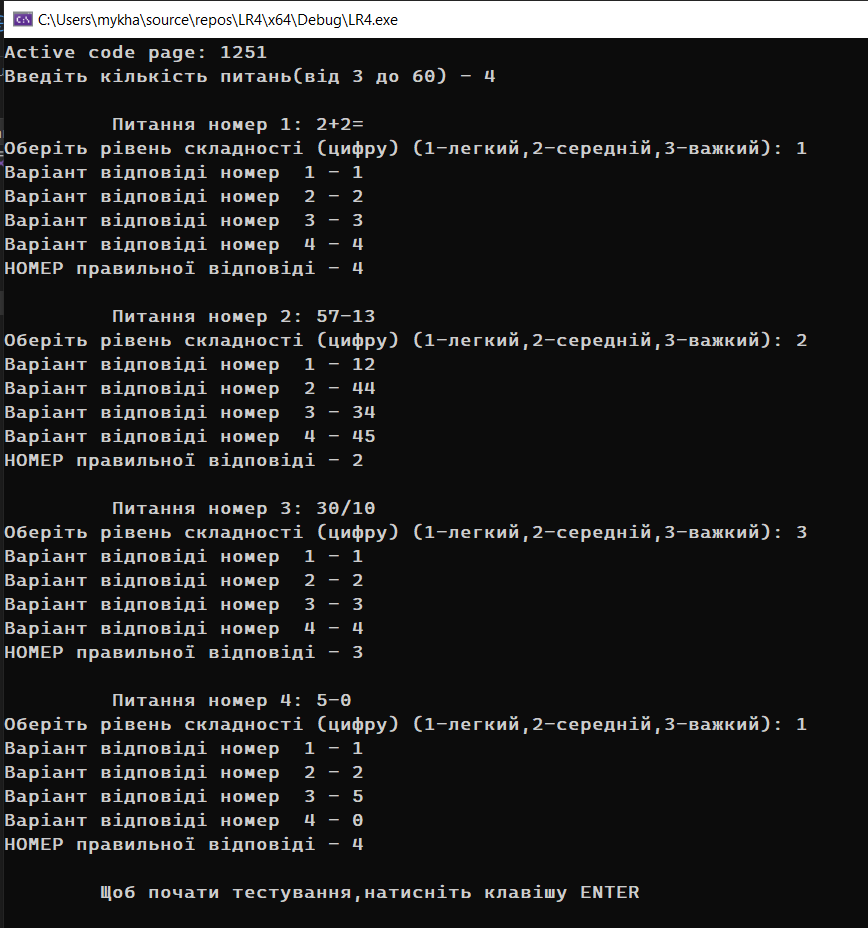 C:\Users\mykha\source\repos\LR4\x64\Debug\LR4.exe
Active code page: 1251
Введіть кількість питань(від 3 до 60) - 4
Питання номер 1: 2+2=
Оберіть рівень складності (цифру) (1-легкий,2-середній,3-важкий): 1
Варіант відповіді номер  1 - 1
Варіант відповіді номер  2 - 2
Варіант відповіді номер  3 - 3
Варіант відповіді номер  4 - 4
НОМЕР правильної відповіді - 4
Питання номер 2: 57-13
Оберіть рівень складності (цифру) (1-легкий,2-середній,3-важкий): 2
Варіант відповіді номер  1 - 12
Варіант відповіді номер  2 - 44
Варіант відповіді номер  3 - 34
Варіант відповіді номер  4 - 45
НОМЕР правильної відповіді - 2
Питання номер 3: 30/10
Оберіть рівень складності (цифру) (1-легкий,2-середній,3-важкий): 3
Варіант відповіді номер  1 - 1
Варіант відповіді номер  2 - 2
Варіант відповіді номер  3 - 3
Варіант відповіді номер  4 - 4
НОМЕР правильної відповіді - 3
Питання номер 4: 5-0
Оберіть рівень складності (цифру) (1-легкий,2-середній,3-важкий): 1
Варіант відповіді номер  1 - 1
Варіант відповіді номер  2 - 2
Варіант відповіді номер  3 - 5
Варіант відповіді номер  4 - 0
НОМЕР правильної відповіді - 4
Щоб почати тестування,натисніть клавішу ENTER